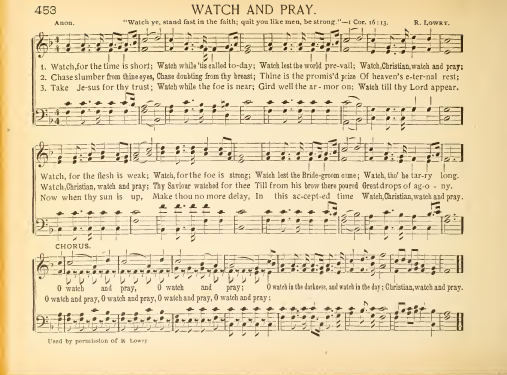 453 WATCH AND PRAY.
Anon. "Watch ye, stand fast in the faith; quit you like men, be strong."—1 Cor. 16:13. R. LOWRY.
1. Watch, for the time is short; Watch while 'tis called to-day; Watch lest the world pre-vail; Watch, Christian, watch and pray;
2. Chase slumber from thine eyes, Chase doubting from thy breast; Thine is the promis'd prize Of heaven's e-ter-nal rest;
3. Take Je-sus for thy trust; Watch while the foe is near; Gird well the ar-mor on; Watch till thy Lord appear.
Watch, for the flesh is weak; Watch, for the foe is strong; Watch lest the Bride-groom come; Watch, tho' he tar-ry long.
Watch, Christian, watch and pray; Thy Saviour watched for thee Till from his brow there poured Great drops of ag-o-ny.
Now when thy sun is up, Make thou no more delay, In this ac-cept-ed time Watch, Christian, watch and pray.
CHORUS.
O watch and pray, O watch and pray; O watch in the darkness, and watch in the day; Christian, watch and pray.
O watch and pray, O watch and pray, O watch and pray, O watch and pray;
Used by permission of R Lowry